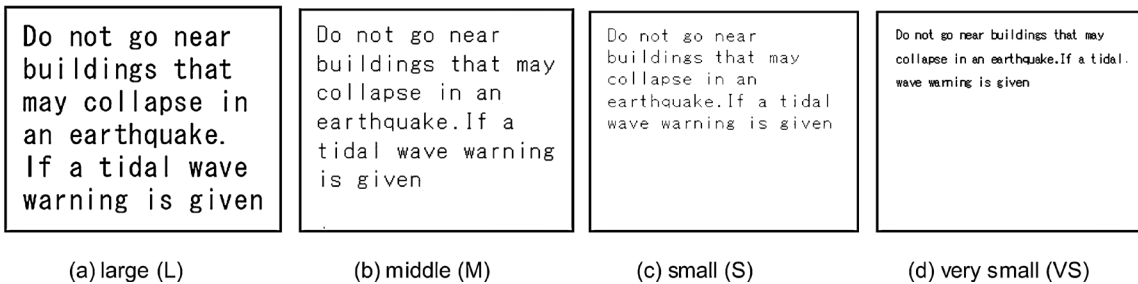 Do not go near
buildings that
may collapse in
an earthquake.
If a tidal wave
warning is given
Do not go near
buildings that may
collapse in an
earthquake.If a
tidal wave warning
is given
Do not go near
buildings that may
collapse in an
earthquake.If a tidal
wave warning is given
Do not go near buildings that may
collapse in an earthquake.If a tidal.
wave warning is given
(a) large (L)
(b) middle (M)
(c) small (S)
(d) very small (VS)